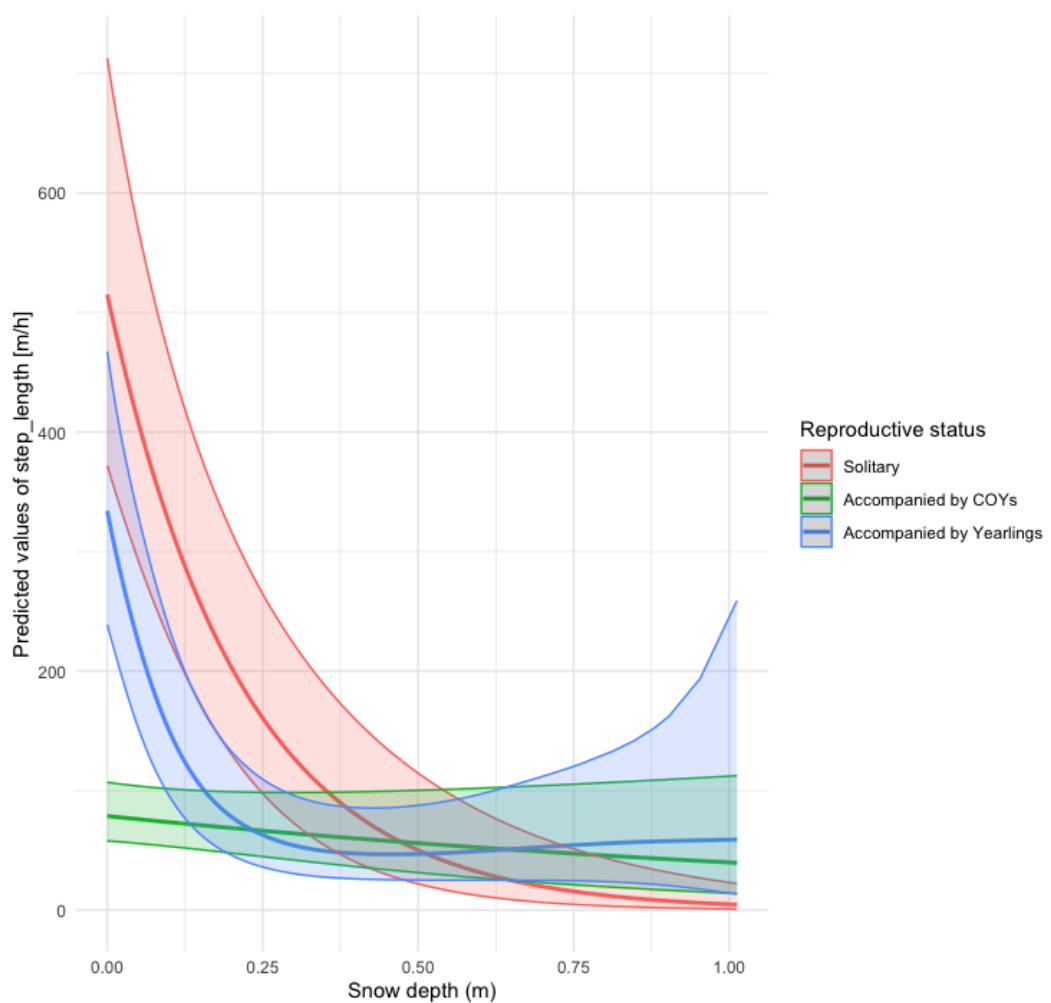 Predicted values of step_length [m/h]
600
400
200
0
0.00
0.25
0.50
0.75
1.00
Snow depth (m)
Reproductive status
Solitary
Accompanied by COYs
Accompanied by Yearlings